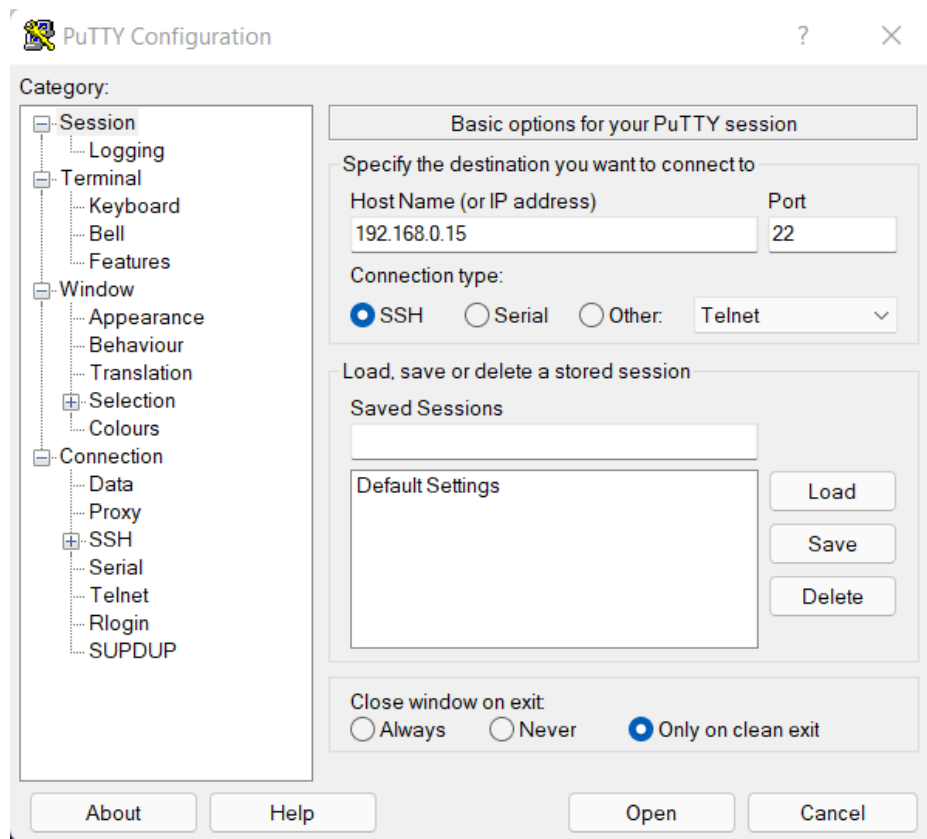 PuTTY Configuration
?
Category:
Session
Logging
Terminal
Keyboard
Bell
Features
Window
Appearance
Behaviour
Translation
Selection
Colours
Connection
Data
Proxy
SSH
Serial
Telnet
Rlogin
SUPDUP
Basic options for your PuTTY session
Specify the destination you want to connect to
Host Name (or IP address) Port
192.168.0.15 22
Connection type:
SSH Serial Other: Telnet
Load, save or delete a stored session
Saved Sessions
Default Settings
Load
Save
Delete
Close window on exit:
Always Never Only on clean exit
About Help Open Cancel